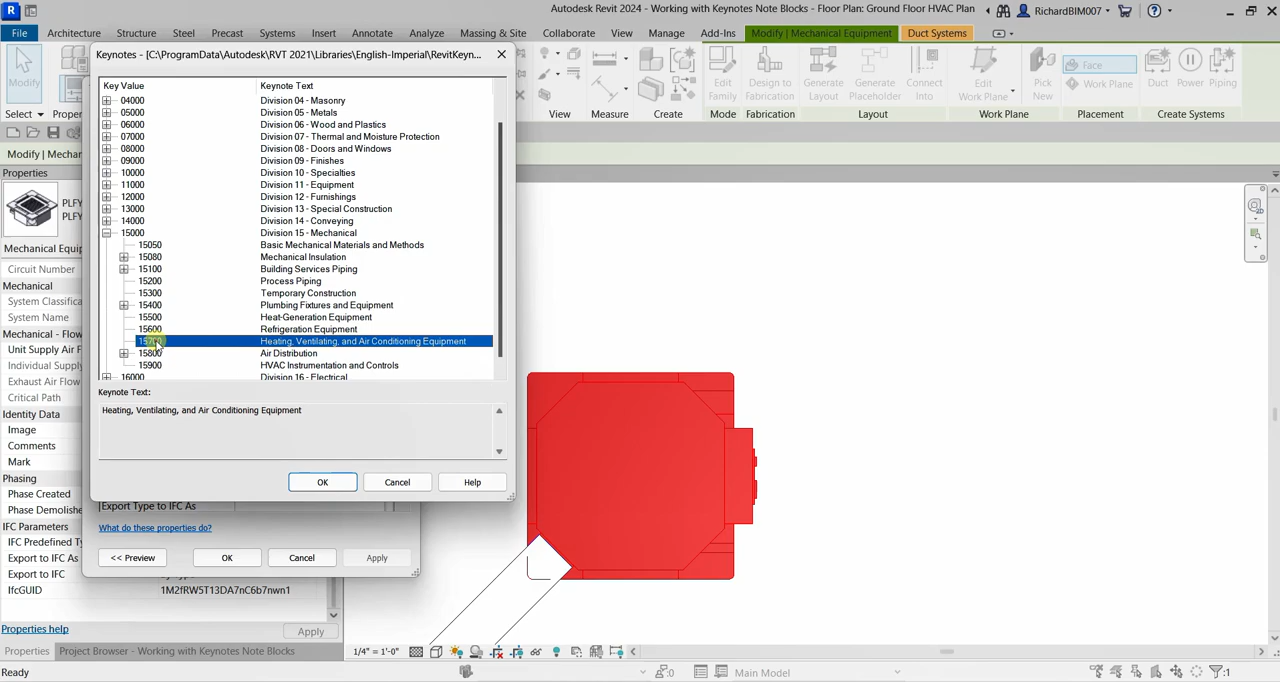 R
Autodesk Revit 2024 - Working with Keynotes Note Blocks - Floor Plan: Ground Floor HVAC Plan
RichardBIM007
File Architecture Structure Steel Precast Systems Insert Annotate Analyze Massing & Site Collaborate View Manage Add-Ins Modify | Mechanical Equipment Duct Systems
Modify
Edit Family
Design to Fabrication
Generate Layout
Generate Placeholder
Connect Into
Edit Work Plane
Pick New
Face
Work Plane
Duct Power Piping
Select
View Measure Create Mode Fabrication Layout Work Plane Placement Create Systems
Keynotes - [C:\ProgramData\Autodesk\RVT 2021\Libraries\English-Imperial\RevitKeyn...
Key Value Keynote Text
04000 Division 04 - Masonry
05000 Division 05 - Metals
06000 Division 06 - Wood and Plastics
07000 Division 07 - Thermal and Moisture Protection
08000 Division 08 - Doors and Windows
09000 Division 09 - Finishes
10000 Division 10 - Specialties
11000 Division 11 - Equipment
12000 Division 12 - Furnishings
13000 Division 13 - Special Construction
14000 Division 14 - Conveying
15000 Division 15 - Mechanical
15050 Basic Mechanical Materials and Methods
15080 Mechanical Insulation
15100 Building Services Piping
15200 Process Piping
15300 Temporary Construction
15400 Plumbing Fixtures and Equipment
15500 Heat-Generation Equipment
15600 Refrigeration Equipment
15700 Heating, Ventilating, and Air Conditioning Equipment
15800 Air Distribution
15900 HVAC Instrumentation and Controls
16000 Division 16 - Electrical
Keynote Text:
Heating, Ventilating, and Air Conditioning Equipment
OK Cancel Help
Export Type to IFC As
What do these properties do?
<< Preview OK Cancel Apply
Modify | Mechan
Properties
PLFY
PLFY
Mechanical Equip
Circuit Number
Mechanical
System Classifica
System Name
Mechanical - Flow
Unit Supply Air F
Individual Supply
Exhaust Air Flow
Critical Path
Identity Data
Image
Comments
Mark
Phasing
Phase Created
Phase Demolishe
IFC Parameters
IFC Predefined T
Export to IFC As
Export to IFC
IfcGUID 1M2fRW5T13DA7nC6b7nwn1
Properties help Apply
Properties Project Browser - Working with Keynotes Note Blocks
1/4" = 1'-0"
Ready
:0
Main Model
:1